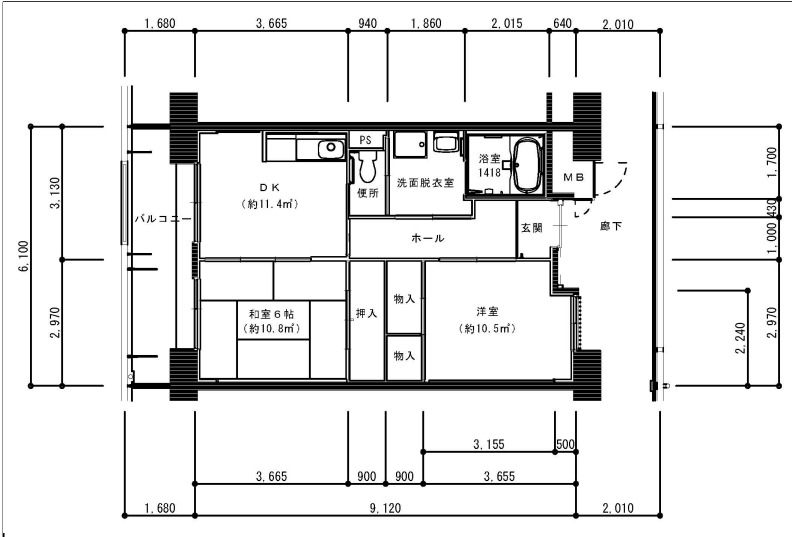 1,680
3,665
940
1,860
2,015
640
2,010
PS
浴室
1418
MB
DK
(約11.4㎡)
便所
洗面脱衣室
バルコニー
ホール
玄関
廊下
和室6帖
(約10.8㎡)
押入
物入
物入
洋室
(約10.5㎡)
6,100
3,130
2,970
1,700
430
1,000
2,970
2,240
3,155
500
3,665
900
900
3,655
1,680
9,120
2,010